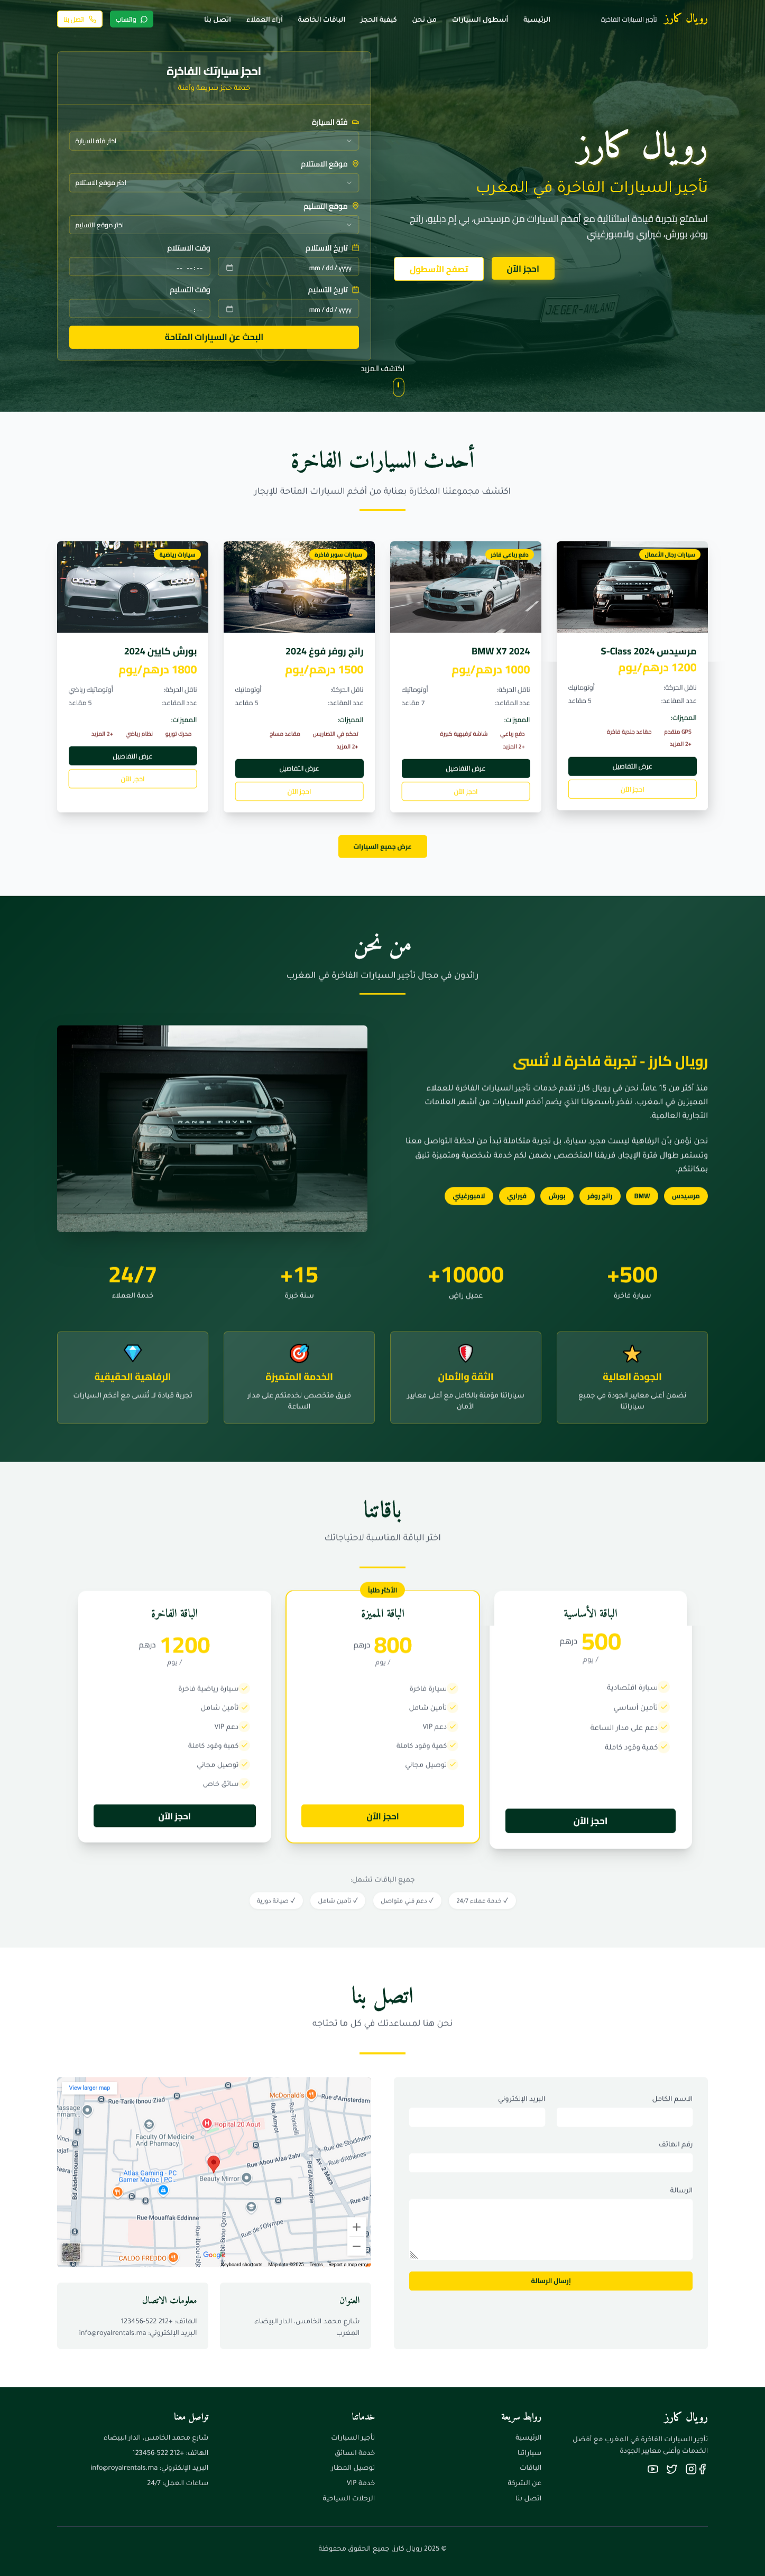 رويال كارز
تأجير السيارات الفاخرة
الرئيسية
أسطول السيارات
من نحن
كيفية الحجز
الباقات الخاصة
آراء العملاء
اتصل بنا
واتساب
اتصل بنا
رويال كارز
تأجير السيارات الفاخرة في المغرب
استمتع بتجربة قيادة استثنائية مع أفخم السيارات من مرسيدس، بي إم دبليو، رانج
روفر، بورش، فيراري ولامبورغيني
احجز الآن
تصفح الأسطول
احجز سيارتك الفاخرة
خدمة حجز سريعة وآمنة
فئة السيارة
اختر فئة السيارة
موقع الاستلام
اختر موقع الاستلام
موقع التسليم
اختر موقع التسليم
تاريخ الاستلام
وقت الاستلام
mm / dd / yyyy
-- : --  --
تاريخ التسليم
وقت التسليم
mm / dd / yyyy
-- : --  --
البحث عن السيارات المتاحة
اكتشف المزيد
JÆGER-AHMLAND
أحدث السيارات الفاخرة
اكتشف مجموعتنا المختارة بعناية من أفخم السيارات المتاحة للإيجار
سيارات رجال الأعمال
مرسيدس S-Class 2024
1200 درهم/يوم
ناقل الحركة: أوتوماتيك
عدد المقاعد: 5 مقاعد
المميزات:
GPS متقدم
مقاعد جلدية فاخرة
+2 المزيد
عرض التفاصيل
احجز الآن
دفع رباعي فاخر
BMW X7 2024
1000 درهم/يوم
ناقل الحركة: أوتوماتيك
عدد المقاعد: 7 مقاعد
المميزات:
دفع رباعي
شاشة ترفيهية كبيرة
+2 المزيد
عرض التفاصيل
احجز الآن
سيارات سوبر فاخرة
رانج روفر فوغ 2024
1500 درهم/يوم
ناقل الحركة: أوتوماتيك
عدد المقاعد: 5 مقاعد
المميزات:
تحكم في التضاريس
مقاعد مساج
+2 المزيد
عرض التفاصيل
احجز الآن
سيارات رياضية
بورش كايين 2024
1800 درهم/يوم
ناقل الحركة: أوتوماتيك رياضي
عدد المقاعد: 5 مقاعد
المميزات:
محرك توربو
نظام رياضي
+2 المزيد
عرض التفاصيل
احجز الآن
عرض جميع السيارات
من نحن
رائدون في مجال تأجير السيارات الفاخرة في المغرب
رويال كارز - تجربة فاخرة لا تُنسى
منذ أكثر من 15 عاماً، نحن في رويال كارز نقدم خدمات تأجير السيارات الفاخرة للعملاء
المميزين في المغرب. نفخر بأسطولنا الذي يضم أفخم السيارات من أشهر العلامات
التجارية العالمية.
نحن نؤمن بأن الرفاهية ليست مجرد سيارة، بل تجربة متكاملة تبدأ من لحظة التواصل معنا
وتستمر طوال فترة الإيجار. فريقنا المتخصص يضمن لكم خدمة شخصية ومتميزة تليق
بمكانتكم.
مرسيدس
BMW
رانج روفر
بورش
فيراري
لامبورغيني
RANGE ROVER
+500
سيارة فاخرة
+10000
عميل راضٍ
+15
سنة خبرة
24/7
خدمة العملاء
الجودة العالية
نضمن أعلى معايير الجودة في جميع
سياراتنا
الثقة والأمان
سياراتنا مؤمنة بالكامل مع أعلى معايير
الأمان
الخدمة المتميزة
فريق متخصص لخدمتكم على مدار
الساعة
الرفاهية الحقيقية
تجربة قيادة لا تُنسى مع أفخم السيارات
باقاتنا
اختر الباقة المناسبة لاحتياجاتك
الباقة الأساسية
500 درهم
/ يوم
سيارة اقتصادية
تأمين أساسي
دعم على مدار الساعة
كمية وقود كاملة
احجز الآن
الأكثر طلباً
الباقة المميزة
800 درهم
/ يوم
سيارة فاخرة
تأمين شامل
دعم VIP
كمية وقود كاملة
توصيل مجاني
احجز الآن
الباقة الفاخرة
1200 درهم
/ يوم
سيارة رياضية فاخرة
تأمين شامل
دعم VIP
كمية وقود كاملة
توصيل مجاني
سائق خاص
احجز الآن
جميع الباقات تشمل:
✓ خدمة عملاء 24/7
✓ دعم فني متواصل
✓ تأمين شامل
✓ صيانة دورية
اتصل بنا
نحن هنا لمساعدتك في كل ما تحتاجه
الاسم الكامل
البريد الإلكتروني
رقم الهاتف
الرسالة
إرسال الرسالة
View larger map
McDonald's
Rue d'Amsterdam
Rue Tarik Ibnou Ziad
Hopital 20 Aout
Faculty Of Medicine
And Pharmacy
Rue Abou Alaa Zahr
Atlas Gaming - PC
Gamer Maroc | PC
Beauty Mirror
Rue Mouaffak Eddine
Rue de l'Olympe
Bd Abdelmoumen
CALDO FREDDO
Google
Keyboard shortcuts
Map data ©2025
Terms
Report a map error
العنوان
شارع محمد الخامس، الدار البيضاء،
المغرب
معلومات الاتصال
الهاتف: +212 522-123456
البريد الإلكتروني: info@royalrentals.ma
رويال كارز
تأجير السيارات الفاخرة في المغرب مع أفضل
الخدمات وأعلى معايير الجودة
روابط سريعة
الرئيسية
سياراتنا
الباقات
عن الشركة
اتصل بنا
خدماتنا
تأجير السيارات
خدمة السائق
توصيل المطار
خدمة VIP
الرحلات السياحية
تواصل معنا
شارع محمد الخامس، الدار البيضاء
الهاتف: +212 522-123456
البريد الإلكتروني: info@royalrentals.ma
ساعات العمل: 24/7
© 2025 رويال كارز. جميع الحقوق محفوظة